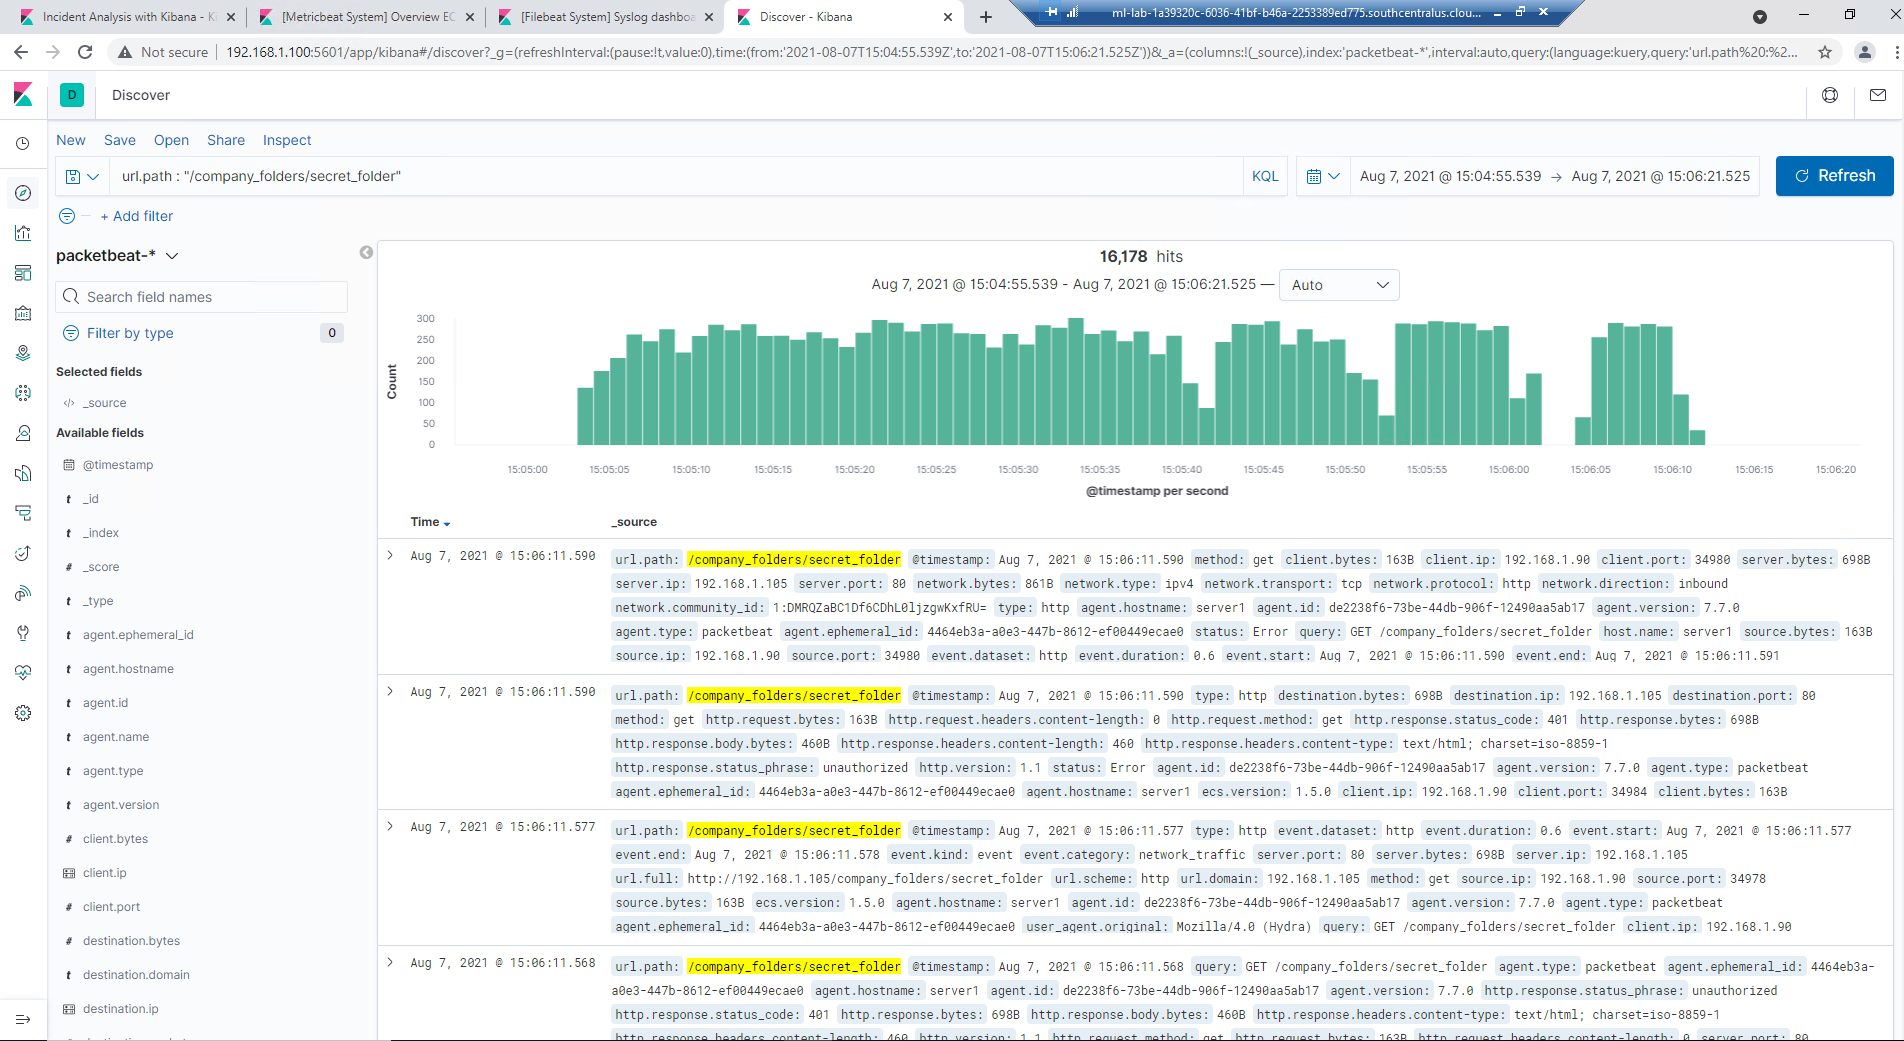 Incident Analysis with Kibana - Ki
[Metricbeat System] Overview EC
[Filebeat System] Syslog dashboa
Discover - Kibana
ml-lab-1a39320c-6036-41bf-b46a-2253389ed775.southcentralus.clou...
Not secure
192.168.1.100:5601/app/kibana#/discover?_g=(refreshInterval:(pause:!t,value:0),time:(from:'2021-08-07T15:04:55.539Z',to:'2021-08-07T15:06:21.525Z'))&_a=(columns:!(_source),index:'packetbeat-*',interval:auto,query:(language:kuery,query:'url.path%20:%2...
D
Discover
New
Save
Open
Share
Inspect
url.path : "/company_folders/secret_folder"
KQL
Aug 7, 2021 @ 15:04:55.539 → Aug 7, 2021 @ 15:06:21.525
Refresh
+ Add filter
packetbeat-*
Search field names
Filter by type
0
Selected fields
_source
Available fields
@timestamp
t _id
t _index
# _score
t _type
t agent.ephemeral_id
t agent.hostname
t agent.id
t agent.name
t agent.type
t agent.version
# client.bytes
client.ip
# client.port
# destination.bytes
t destination.domain
destination.ip
16,178 hits
Aug 7, 2021 @ 15:04:55.539 - Aug 7, 2021 @ 15:06:21.525 —
Auto
Count
300
250
200
150
100
50
0
15:05:00 15:05:05 15:05:10 15:05:15 15:05:20 15:05:25 15:05:30 15:05:35 15:05:40 15:05:45 15:05:50 15:05:55 15:06:00 15:06:05 15:06:10 15:06:15 15:06:20
@timestamp per second
Time _source
Aug 7, 2021 @ 15:06:11.590
url.path: /company_folders/secret_folder @timestamp: Aug 7, 2021 @ 15:06:11.590 method: get client.bytes: 163B client.ip: 192.168.1.90 client.port: 34980 server.bytes: 698B
server.ip: 192.168.1.105 server.port: 80 network.bytes: 861B network.type: ipv4 network.transport: tcp network.protocol: http network.direction: inbound
network.community_id: 1:DMRQZaBC1Df6CDhL0ljzgwKxfRU= type: http agent.hostname: server1 agent.id: de2238f6-73be-44db-906f-12490aa5ab17 agent.version: 7.7.0
agent.type: packetbeat agent.ephemeral_id: 4464eb3a-a0e3-447b-8612-ef00449ecae0 status: Error query: GET /company_folders/secret_folder host.name: server1 source.bytes: 163B
source.ip: 192.168.1.90 source.port: 34980 event.dataset: http event.duration: 0.6 event.start: Aug 7, 2021 @ 15:06:11.590 event.end: Aug 7, 2021 @ 15:06:11.591
Aug 7, 2021 @ 15:06:11.590
url.path: /company_folders/secret_folder @timestamp: Aug 7, 2021 @ 15:06:11.590 type: http destination.bytes: 698B destination.ip: 192.168.1.105 destination.port: 80
method: get http.request.bytes: 163B http.request.headers.content-length: 0 http.request.method: get http.response.status_code: 401 http.response.bytes: 698B
http.response.body.bytes: 460B http.response.headers.content-length: 460 http.response.headers.content-type: text/html; charset=iso-8859-1
http.response.status_phrase: unauthorized http.version: 1.1 status: Error agent.id: de2238f6-73be-44db-906f-12490aa5ab17 agent.version: 7.7.0 agent.type: packetbeat
agent.ephemeral_id: 4464eb3a-a0e3-447b-8612-ef00449ecae0 agent.hostname: server1 ecs.version: 1.5.0 client.ip: 192.168.1.90 client.port: 34984 client.bytes: 163B
Aug 7, 2021 @ 15:06:11.577
url.path: /company_folders/secret_folder @timestamp: Aug 7, 2021 @ 15:06:11.577 type: http event.dataset: http event.duration: 0.6 event.start: Aug 7, 2021 @ 15:06:11.577
event.end: Aug 7, 2021 @ 15:06:11.578 event.kind: event event.category: network_traffic server.port: 80 server.bytes: 698B server.ip: 192.168.1.105
url.full: http://192.168.1.105/company_folders/secret_folder url.scheme: http url.domain: 192.168.1.105 method: get source.ip: 192.168.1.90 source.port: 34978
source.bytes: 163B ecs.version: 1.5.0 agent.hostname: server1 agent.id: de2238f6-73be-44db-906f-12490aa5ab17 agent.version: 7.7.0 agent.type: packetbeat
agent.ephemeral_id: 4464eb3a-a0e3-447b-8612-ef00449ecae0 user_agent.original: Mozilla/4.0 (Hydra) query: GET /company_folders/secret_folder client.ip: 192.168.1.90
Aug 7, 2021 @ 15:06:11.568
url.path: /company_folders/secret_folder @timestamp: Aug 7, 2021 @ 15:06:11.568 query: GET /company_folders/secret_folder agent.type: packetbeat agent.ephemeral_id: 4464eb3a-
a0e3-447b-8612-ef00449ecae0 agent.hostname: server1 agent.id: de2238f6-73be-44db-906f-12490aa5ab17 agent.version: 7.7.0 http.response.status_phrase: unauthorized
http.response.status_code: 401 http.response.bytes: 698B http.response.body.bytes: 460B http.response.headers.content-type: text/html; charset=iso-8859-1
http.response.headers.content-length: 460 http.version: 1.1 http.request.method: get http.request.bytes: 163B http.request.headers.content-length: 0 server.port: 80